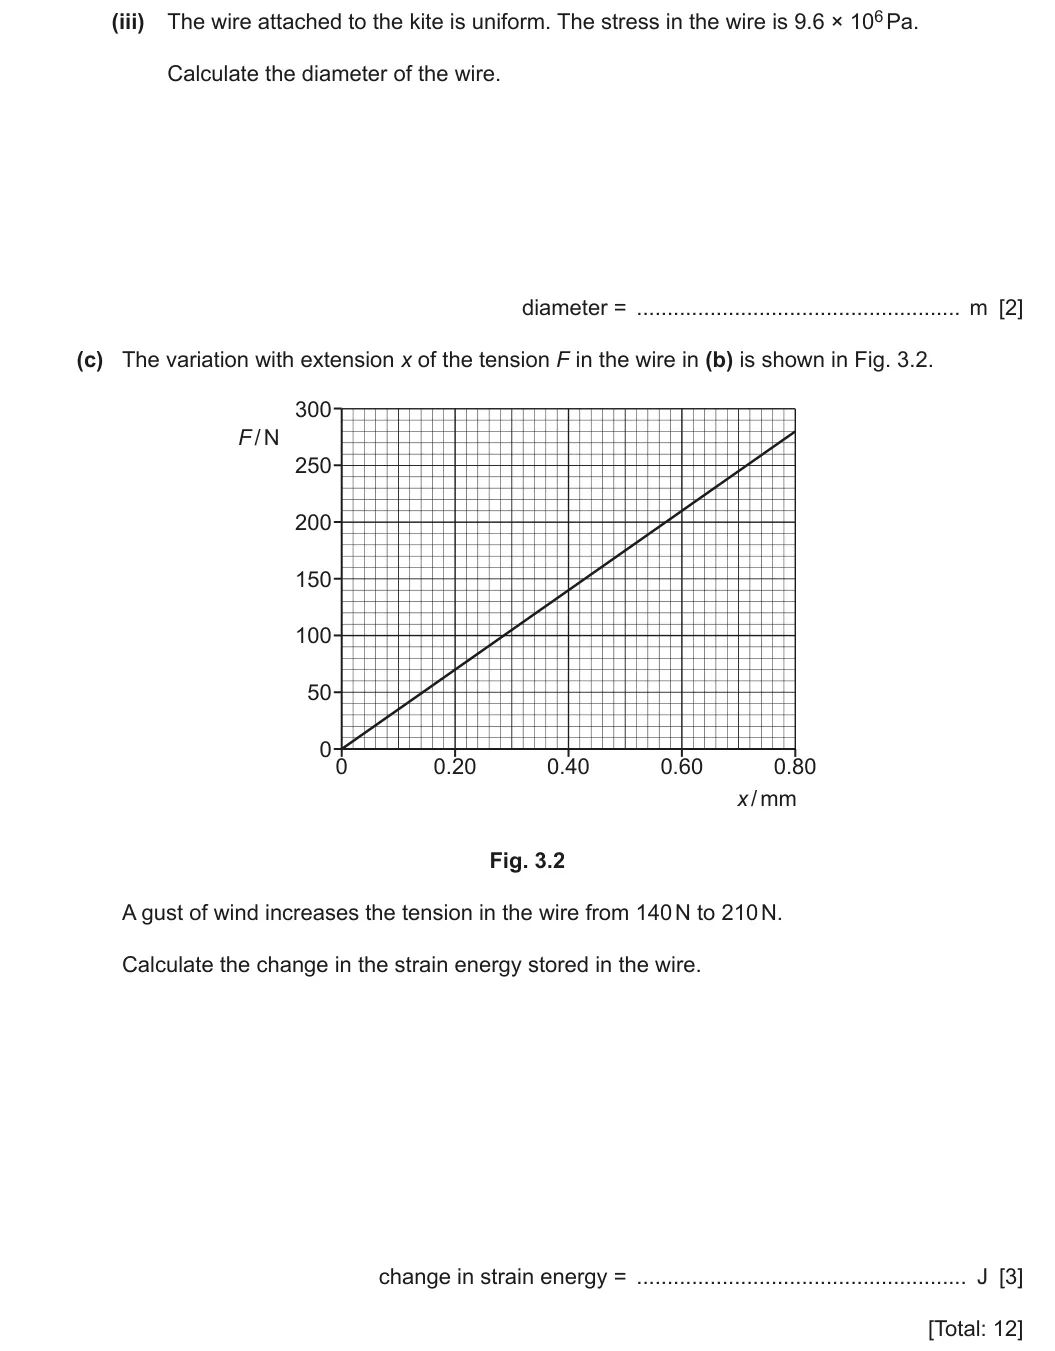 (iii) The wire attached to the kite is uniform. The stress in the wire is 9.6 × 10⁶ Pa.
Calculate the diameter of the wire.
diameter = ..................................................... m [2]
(c) The variation with extension x of the tension F in the wire in (b) is shown in Fig. 3.2.
300
F/N
250
200
150
100
50
0
0 0.20 0.40 0.60 0.80
x/mm
Fig. 3.2
A gust of wind increases the tension in the wire from 140 N to 210 N.
Calculate the change in the strain energy stored in the wire.
change in strain energy = ...................................................... J [3]
[Total: 12]